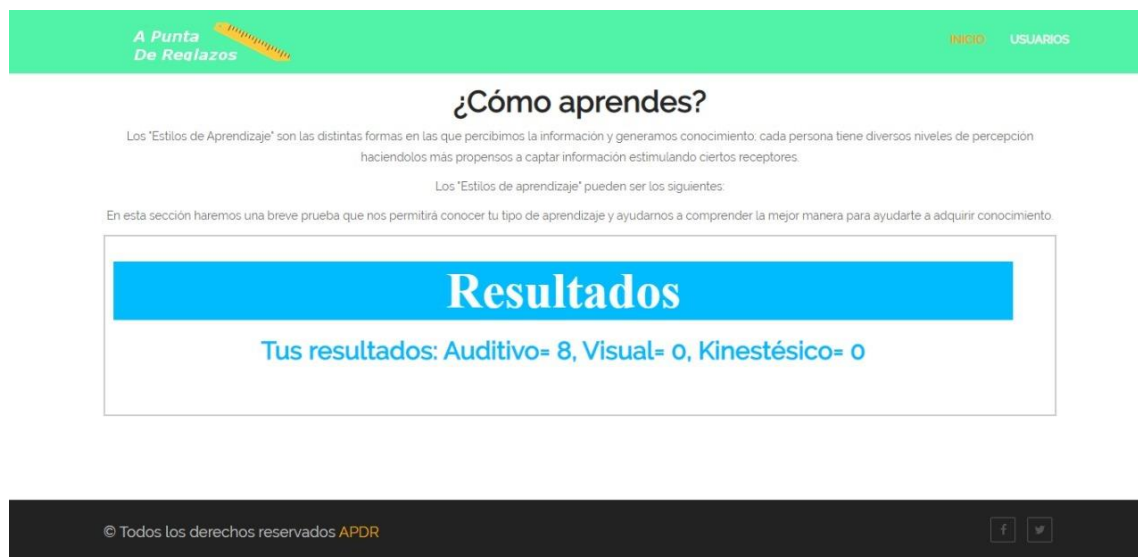 A Punta
De Reglazos
INICIO USUARIOS
¿Cómo aprendes?
Los "Estilos de Aprendizaje" son las distintas formas en las que percibimos la información y generamos conocimiento; cada persona tiene diversos niveles de percepción
haciendolos más propensos a captar información estimulando ciertos receptores.
Los "Estilos de aprendizaje" pueden ser los siguientes:
En esta sección haremos una breve prueba que nos permitirá conocer tu tipo de aprendizaje y ayudarnos a comprender la mejor manera para ayudarte a adquirir conocimiento.
Resultados
Tus resultados: Auditivo= 8, Visual= 0, Kinestésico= 0
© Todos los derechos reservados APDR